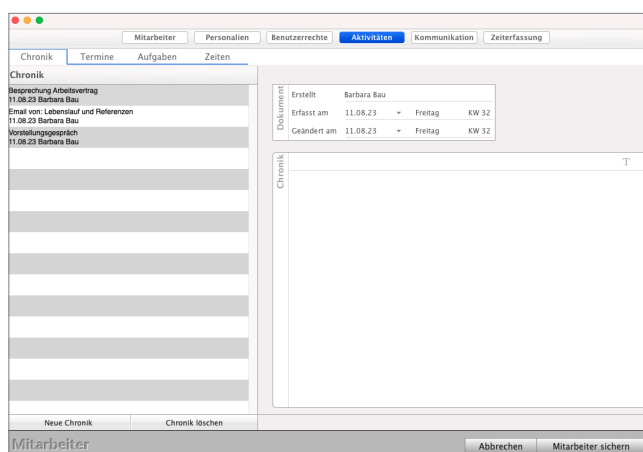 Mitarbeiter Personalien Benutzerrechte Aktivitäten Kommunikation Zeiterfassung
Chronik Termine Aufgaben Zeiten
Chronik
Besprechung Arbeitsvertrag
11.08.23 Barbara Bau
Email von: Lebenslauf und Referenzen
11.08.23 Barbara Bau
Vorstellungsgespräch
11.08.23 Barbara Bau
Dokument
Erstellt Barbara Bau
Erfasst am 11.08.23 Freitag KW 32
Geändert am 11.08.23 Freitag KW 32
Chronik
T
Neue Chronik Chronik löschen
Mitarbeiter
Abbrechen Mitarbeiter sichern